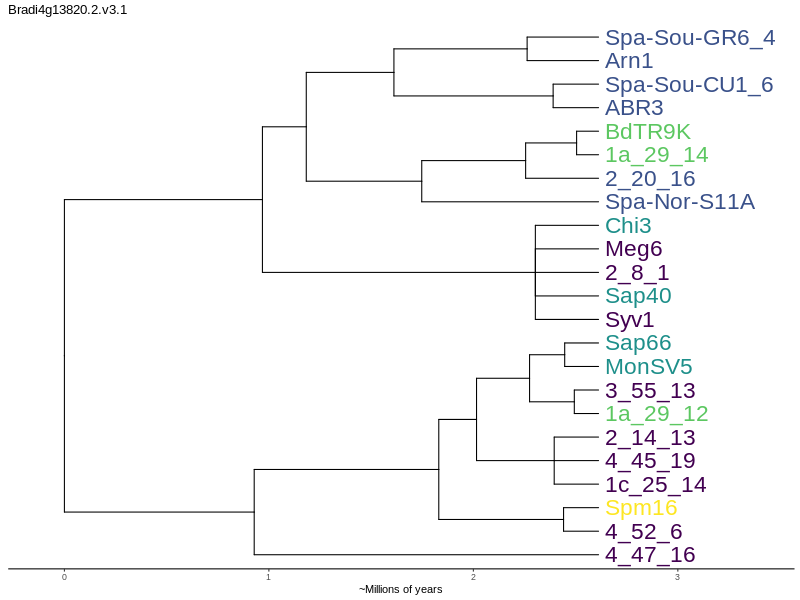 Bradi4g13820.2.v3.1
Spa-Sou-GR6_4
Arn1
Spa-Sou-CU1_6
ABR3
BdTR9K
1a_29_14
2_20_16
Spa-Nor-S11A
Chi3
Meg6
2_8_1
Sap40
Syv1
Sap66
MonSV5
3_55_13
1a_29_12
2_14_13
4_45_19
1c_25_14
Spm16
4_52_6
4_47_16
0 1 2 3
~Millions of years